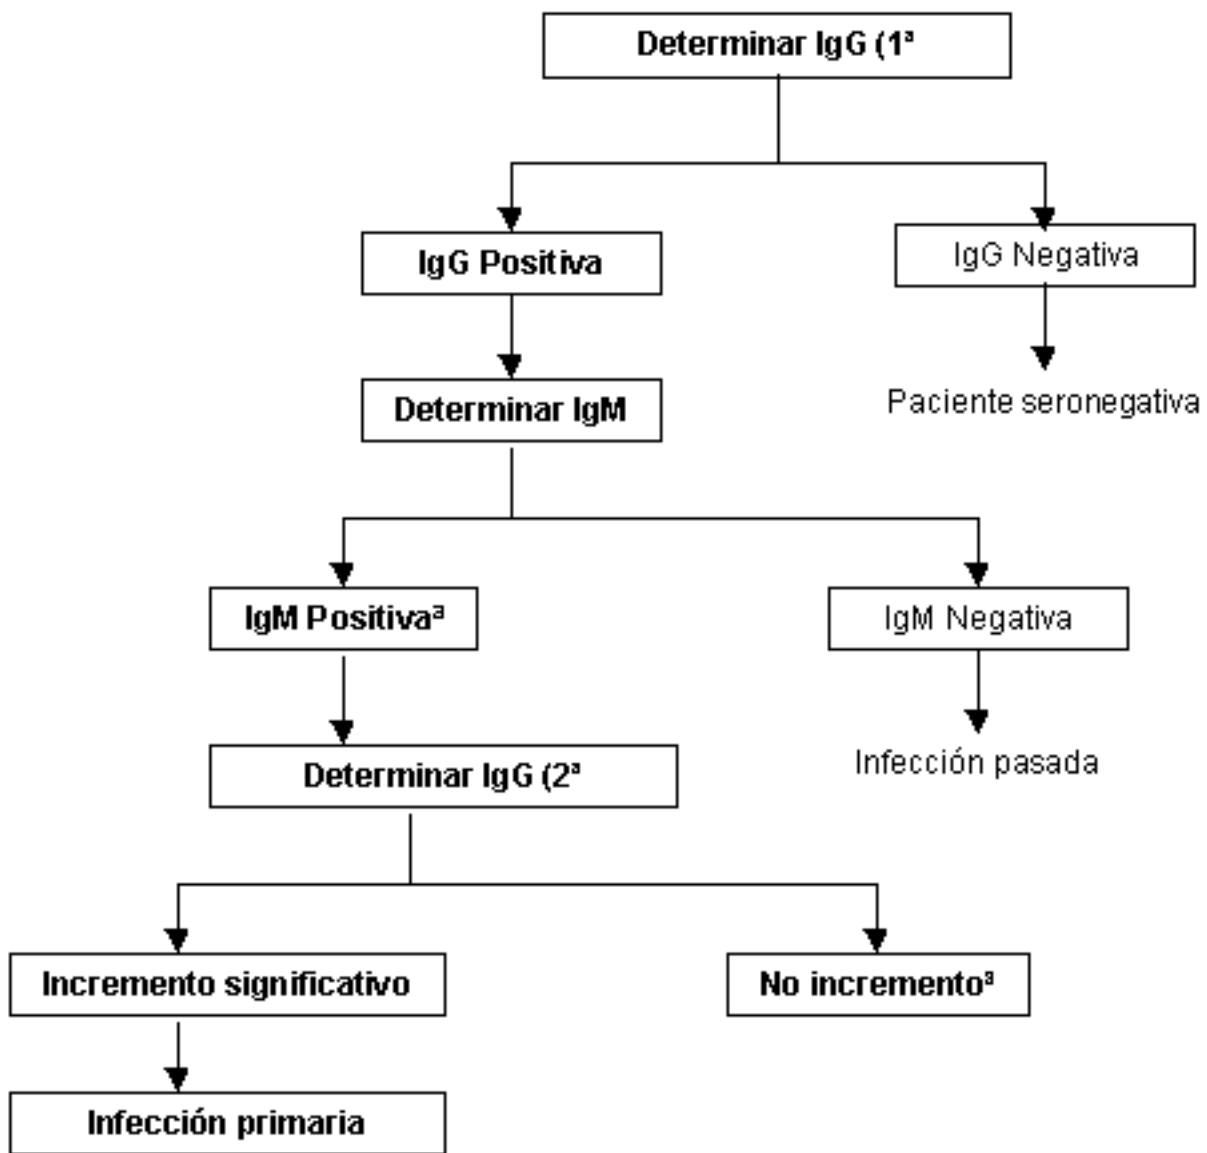 Determinar IgG (1ª
IgG Positiva
IgG Negativa
Determinar IgM
Paciente seronegativa
IgM Positivaª
IgM Negativa
Determinar IgG (2ª
Infección pasada
Incremento significativo
No incrementoª
Infección primaria